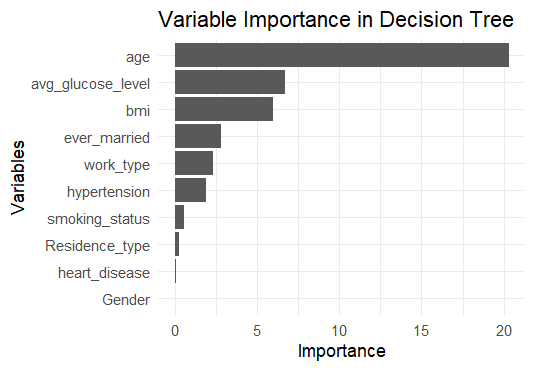 Variable Importance in Decision Tree
age
avg_glucose_level
bmi
ever_married
work_type
hypertension
smoking_status
Residence_type
heart_disease
Gender
Variables
0 5 10 15 20
Importance